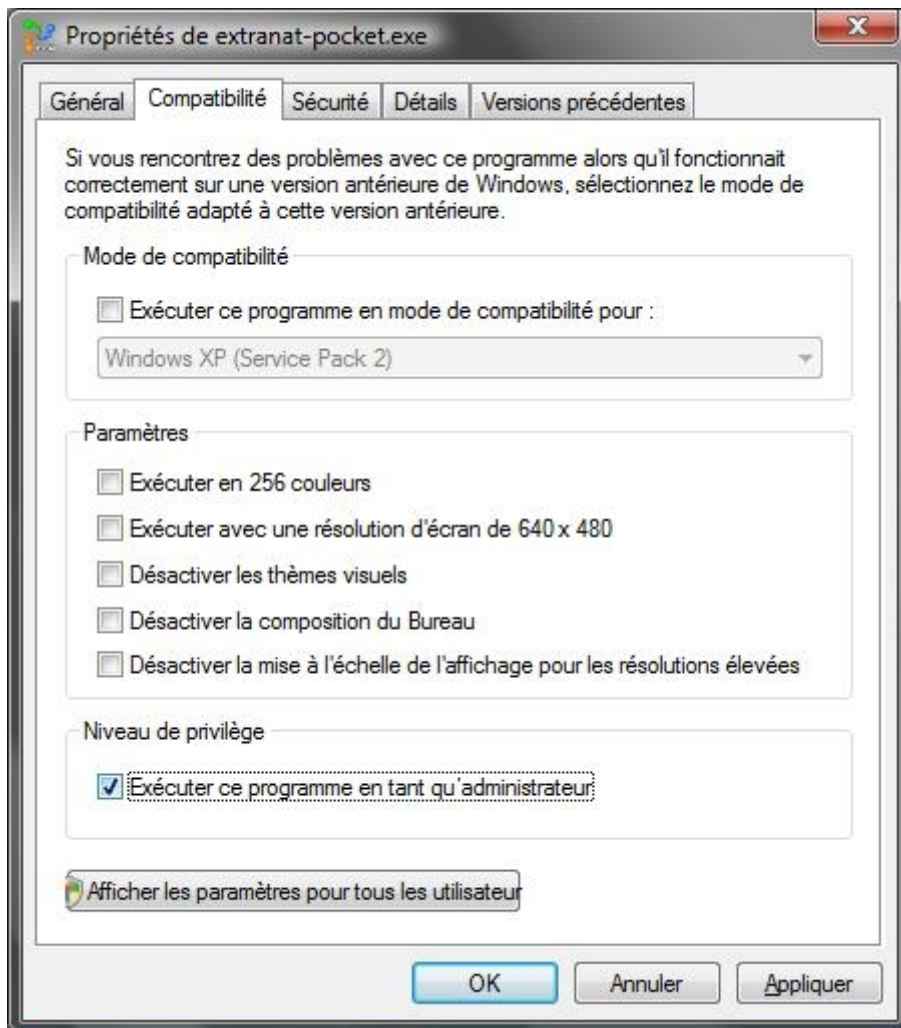 Propriétés de extranat-pocket.exe
Général Compatibilité Sécurité Détails Versions précédentes
Si vous rencontrez des problèmes avec ce programme alors qu'il fonctionnait
correctement sur une version antérieure de Windows, sélectionnez le mode de
compatibilité adapté à cette version antérieure.
Mode de compatibilité
Exécuter ce programme en mode de compatibilité pour :
Windows XP (Service Pack 2)
Paramètres
Exécuter en 256 couleurs
Exécuter avec une résolution d'écran de 640 x 480
Désactiver les thèmes visuels
Désactiver la composition du Bureau
Désactiver la mise à l'échelle de l'affichage pour les résolutions élevées
Niveau de privilège
Exécuter ce programme en tant qu'administrateur
Afficher les paramètres pour tous les utilisateur
OK Annuler Appliquer